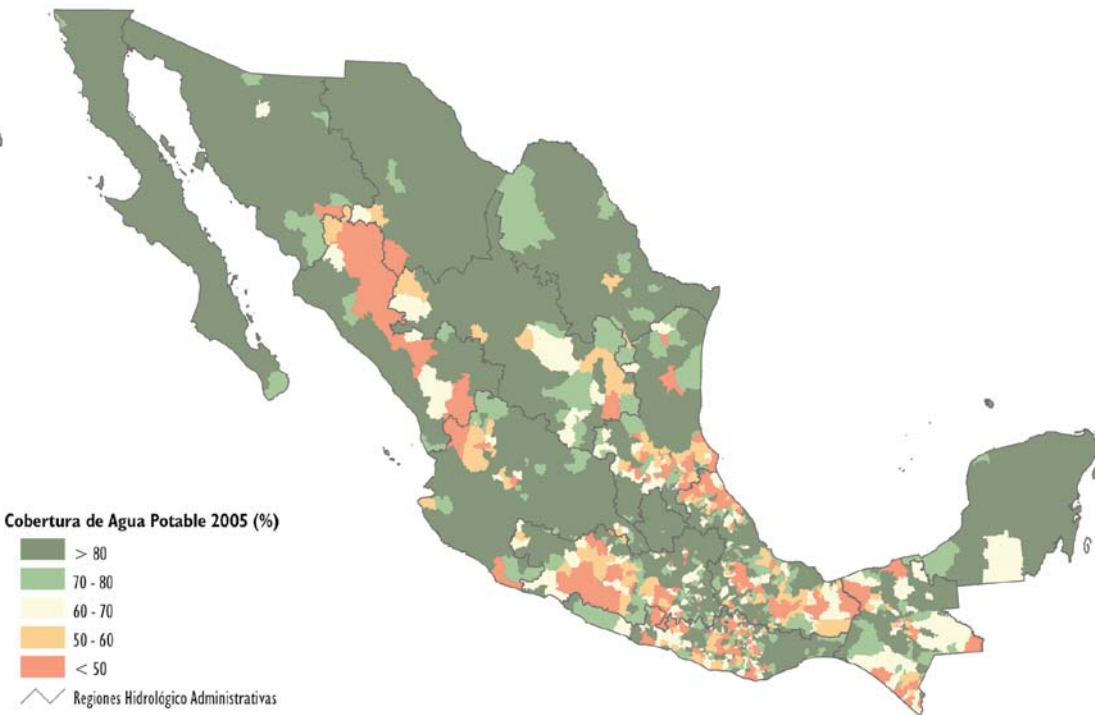 Cobertura de Agua Potable 2005 (%)
> 80
70 - 80
60 - 70
50 - 60
< 50
Regiones Hidrológico Administrativas